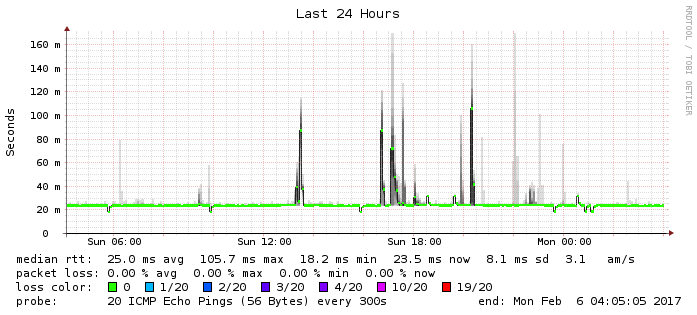 Last 24 Hours
RRDTOOL / TOBI OETIKER
Seconds
160 m
140 m
120 m
100 m
80 m
60 m
40 m
20 m
0
Sun 06:00 Sun 12:00 Sun 18:00 Mon 00:00
median rtt: 25.0 ms avg 105.7 ms max 18.2 ms min 23.5 ms now 8.1 ms sd 3.1 am/s
packet loss: 0.00 % avg 0.00 % max 0.00 % min 0.00 % now
loss color: 0 1/20 2/20 3/20 4/20 10/20 19/20
probe: 20 ICMP Echo Pings (56 Bytes) every 300s end: Mon Feb 6 04:05:05 2017